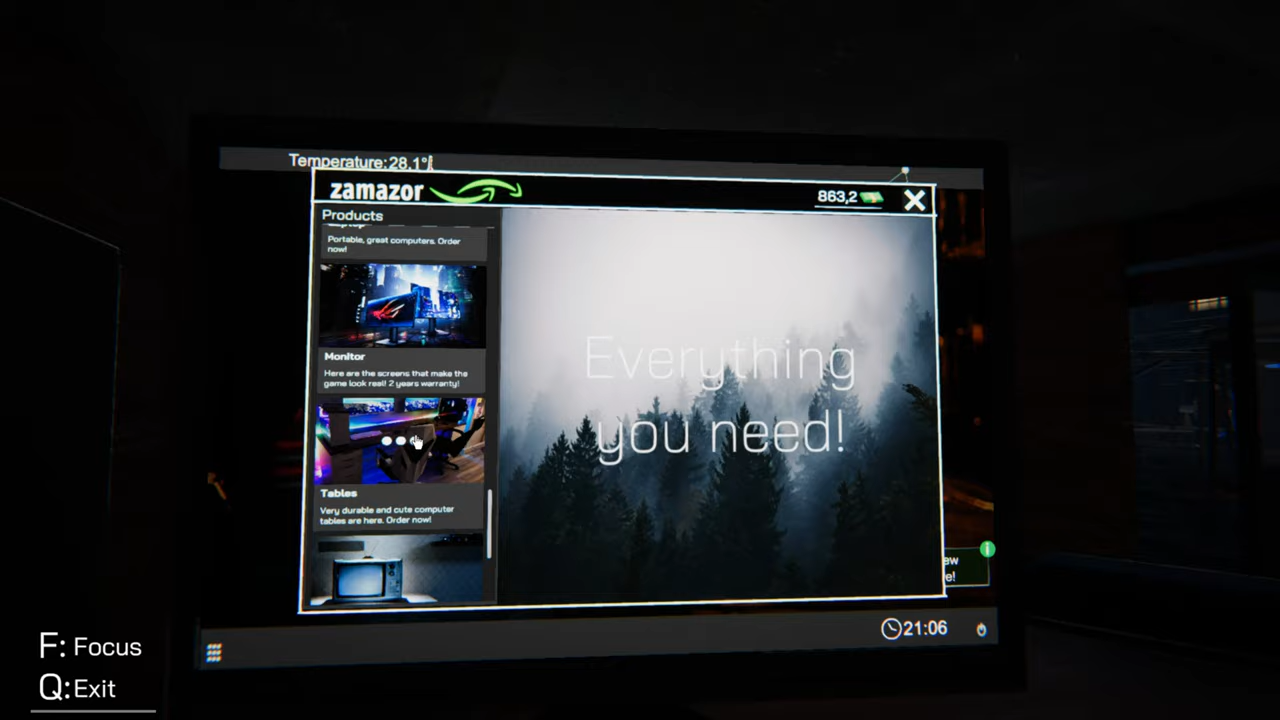 Temperature: 28,1°
zamazor
863,2
Products
Portable, great computers. Order
now!
Monitor
Here are the screens that make the
game look real! 2 years warranty!
Tables
Very durable and cute computer
tables are here. Order now!
Everything
you need!
21:06
F: Focus
Q: Exit